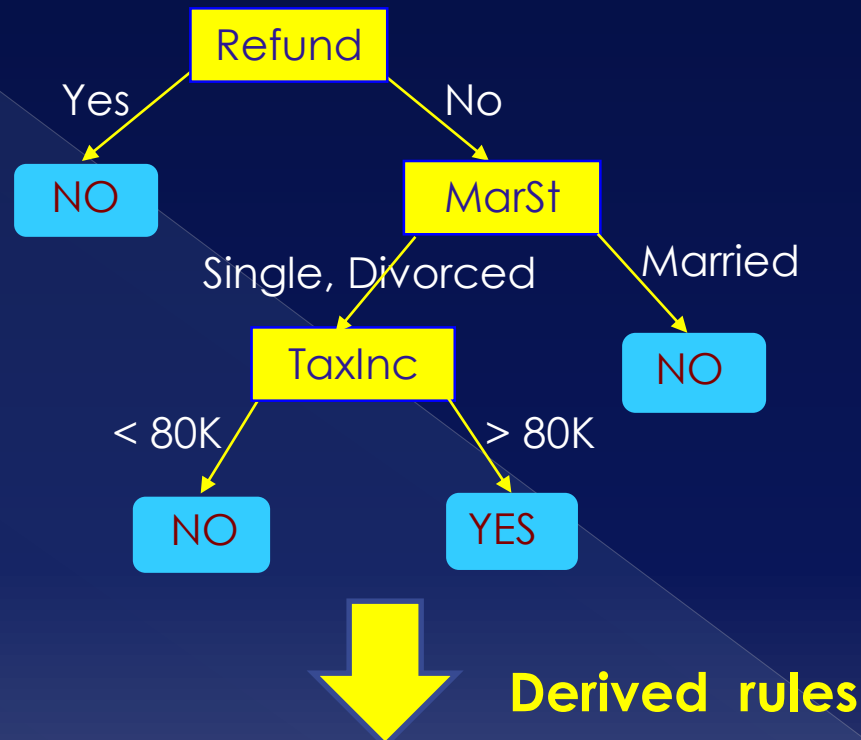 Refund
Yes
No
NO
MarSt
Single, Divorced
Married
TaxInc
NO
< 80K
> 80K
NO
YES
Derived rules